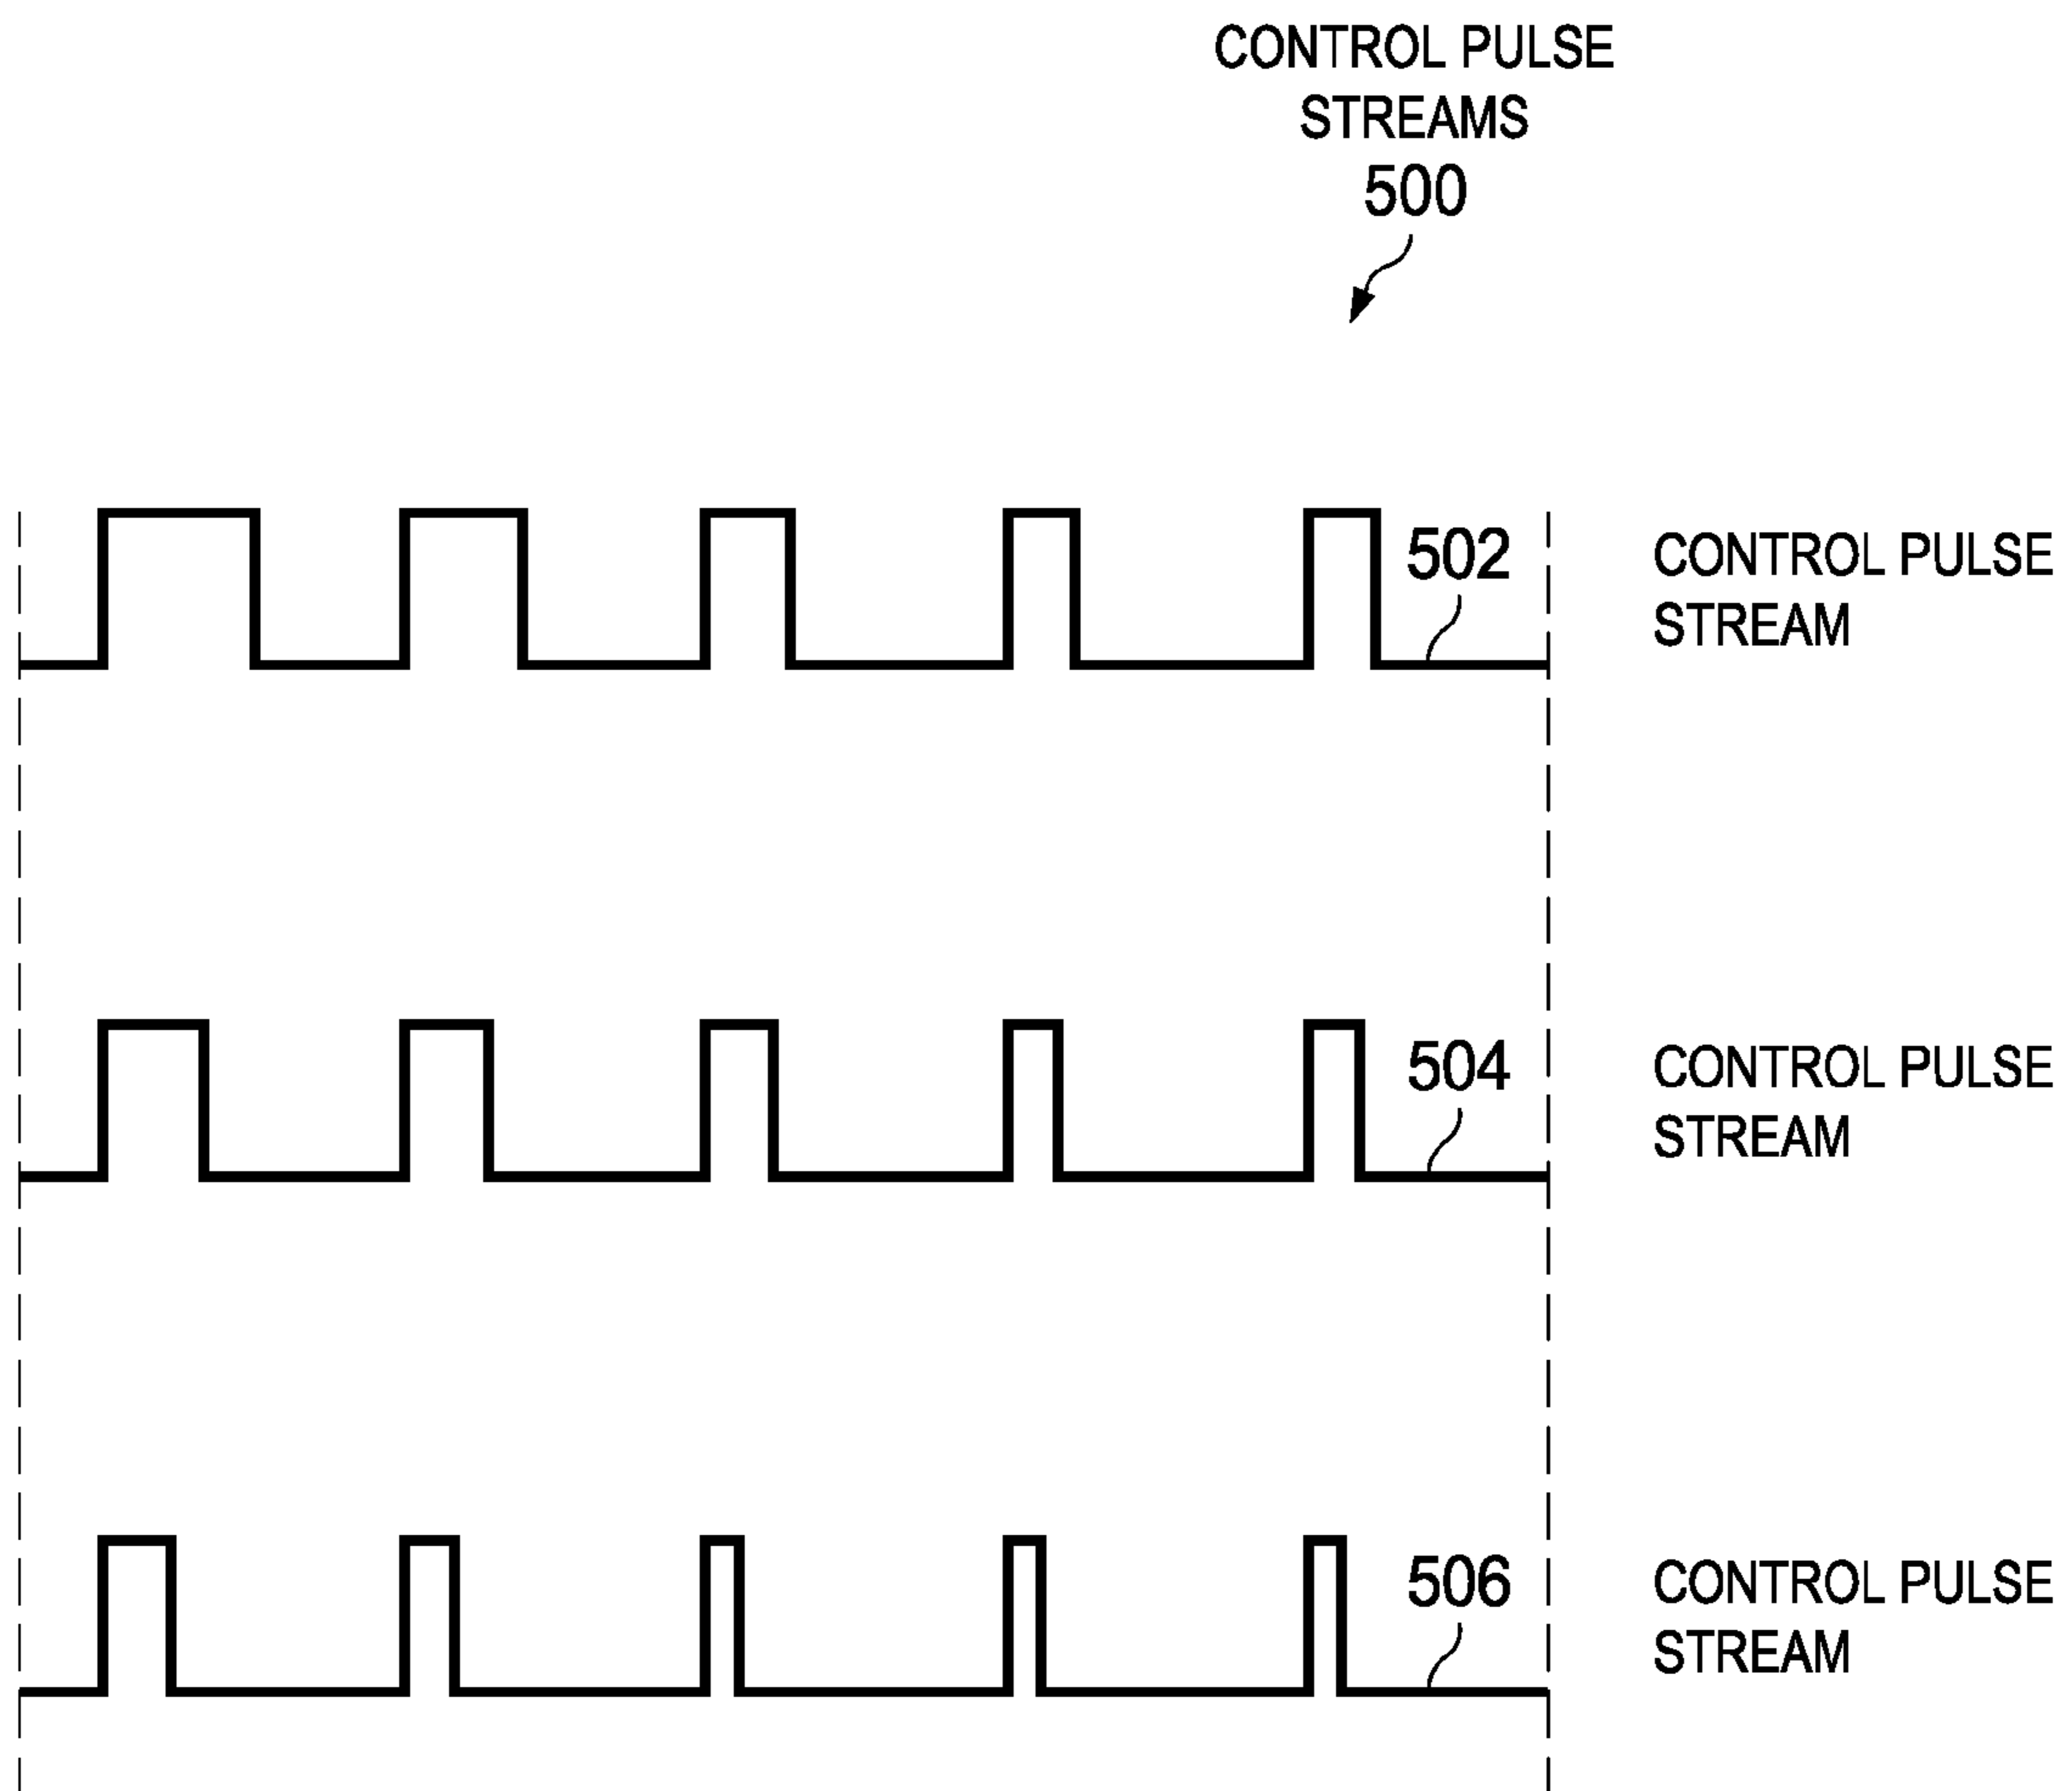 CONTROL PULSE
STREAMS
500
502
CONTROL PULSE
STREAM
504
CONTROL PULSE
STREAM
506
CONTROL PULSE
STREAM